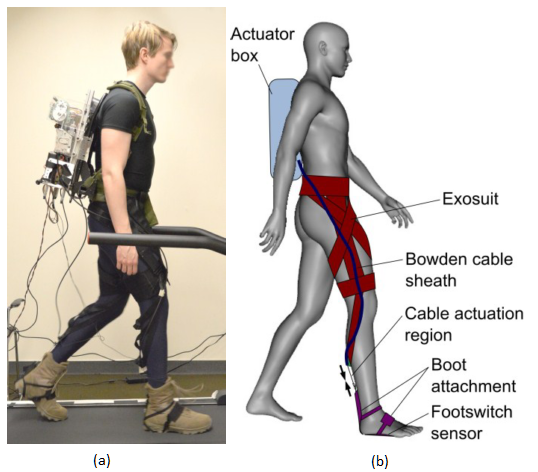 Actuator
box
Exosuit
Bowden cable
sheath
Cable actuation
region
Boot
attachment
Footswitch
sensor
(a)
(b)